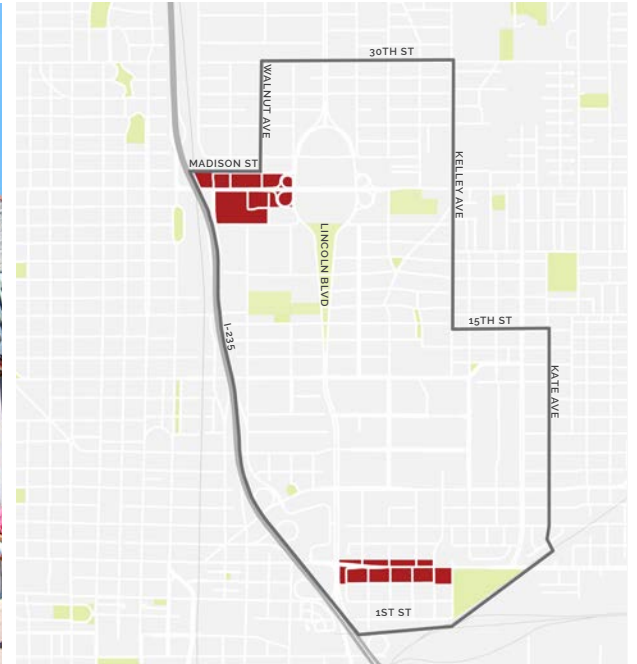 30TH ST
WALNUT AVE
MADISON ST
KELLEY AVE
LINCOLN BLVD
15TH ST
I-235
KATE AVE
1ST ST